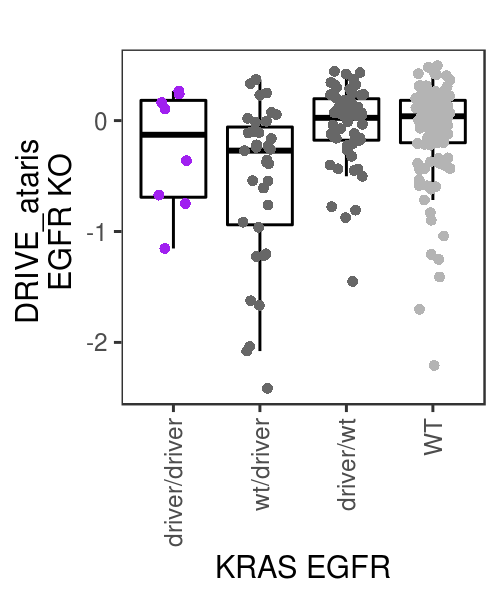 DRIVE_ataris
EGFR KO
0
-1
-2
driver/driver
wt/driver
driver/wt
WT
KRAS EGFR